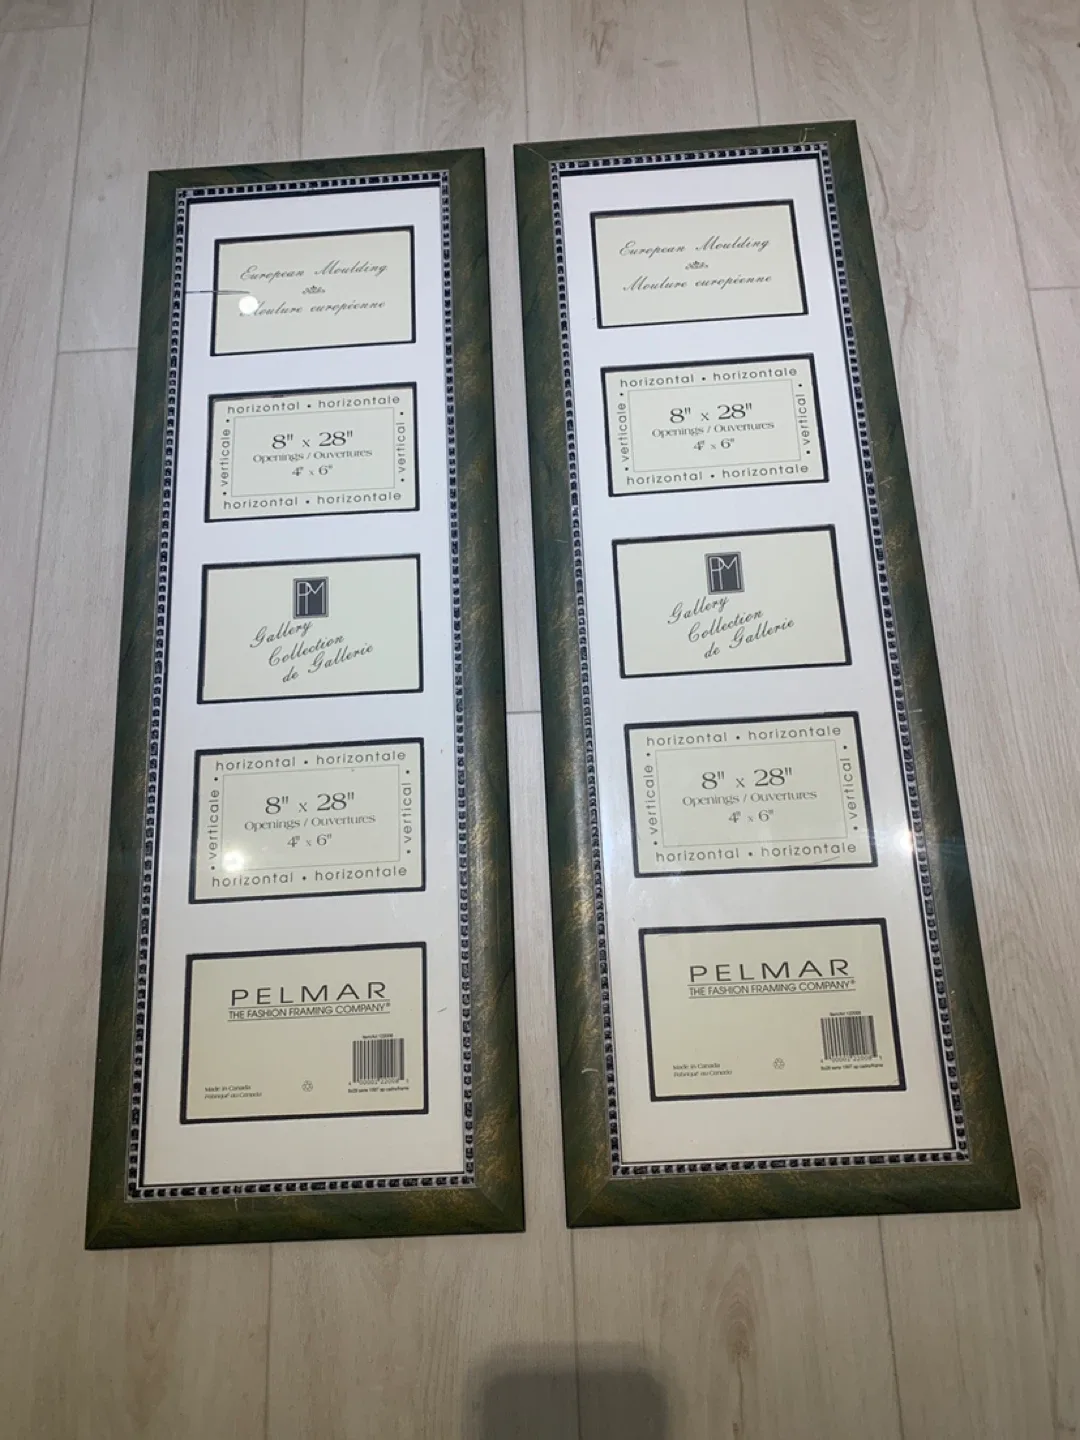 European Moulding
Mouture européenne
horizontal • horizontale
• verticale •
8" x 28"
Openings / Ouvertures
4" x 6"
• vertical •
horizontal • horizontale
PM
Gallery
Collection
de Gallerie
horizontal • horizontale
• verticale •
8" x 28"
Openings / Ouvertures
4" x 6"
• vertical •
horizontal • horizontale
PELMAR
THE FASHION FRAMING COMPANY®
Made in Canada
Fabriqué au Canada
European Moulding
Mouture européenne
horizontal • horizontale
• verticale •
8" x 28"
Openings / Ouvertures
4" x 6"
• vertical •
horizontal • horizontale
PM
Gallery
Collection
de Gallerie
horizontal • horizontale
• verticale •
8" x 28"
Openings / Ouvertures
4" x 6"
• vertical •
horizontal • horizontale
PELMAR
THE FASHION FRAMING COMPANY®
Made in Canada
Fabriqué au Canada